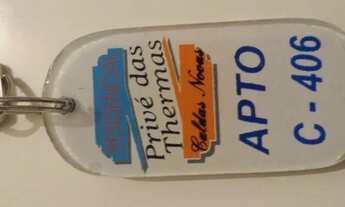 Privé das
Thermas
Caldas Novas
APTO
C - 406